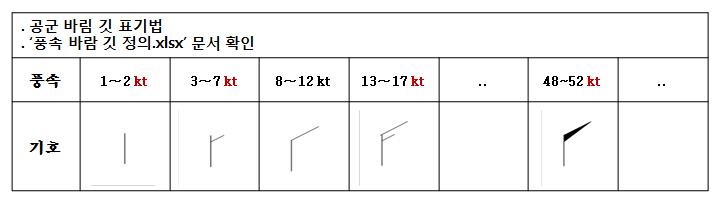 . 공군 바림 깃 표기법
. ‘풍속 바람 깃 정의.xlsx’ 문서 확인
풍속 1~2 kt 3~7 kt 8~12 kt 13~17 kt .. 48~52 kt ..
기호